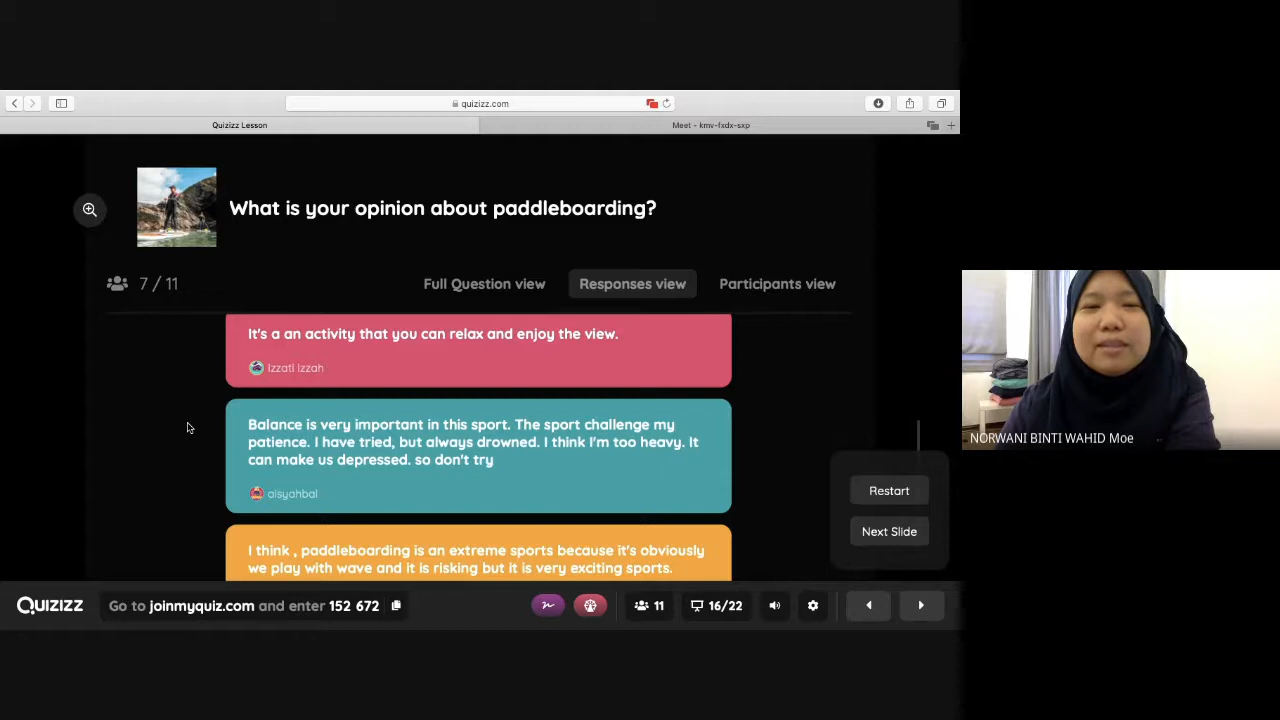 quizizz.com
Quizizz Lesson
Meet - kmv-fxdx-sxp
What is your opinion about paddleboarding?
7 / 11
Full Question view
Responses view
Participants view
It's a an activity that you can relax and enjoy the view.
Izzati Izzah
Balance is very important in this sport. The sport challenge my
patience. I have tried, but always drowned. I think I'm too heavy. It
can make us depressed. so don't try
aisyahbal
I think , paddleboarding is an extreme sports because it's obviously
we play with wave and it is risking but it is very exciting sports.
Restart
Next Slide
NORWANI BINTI WAHID Moe
QUIZIZZ
Go to joinmyquiz.com and enter 152 672
11
16/22